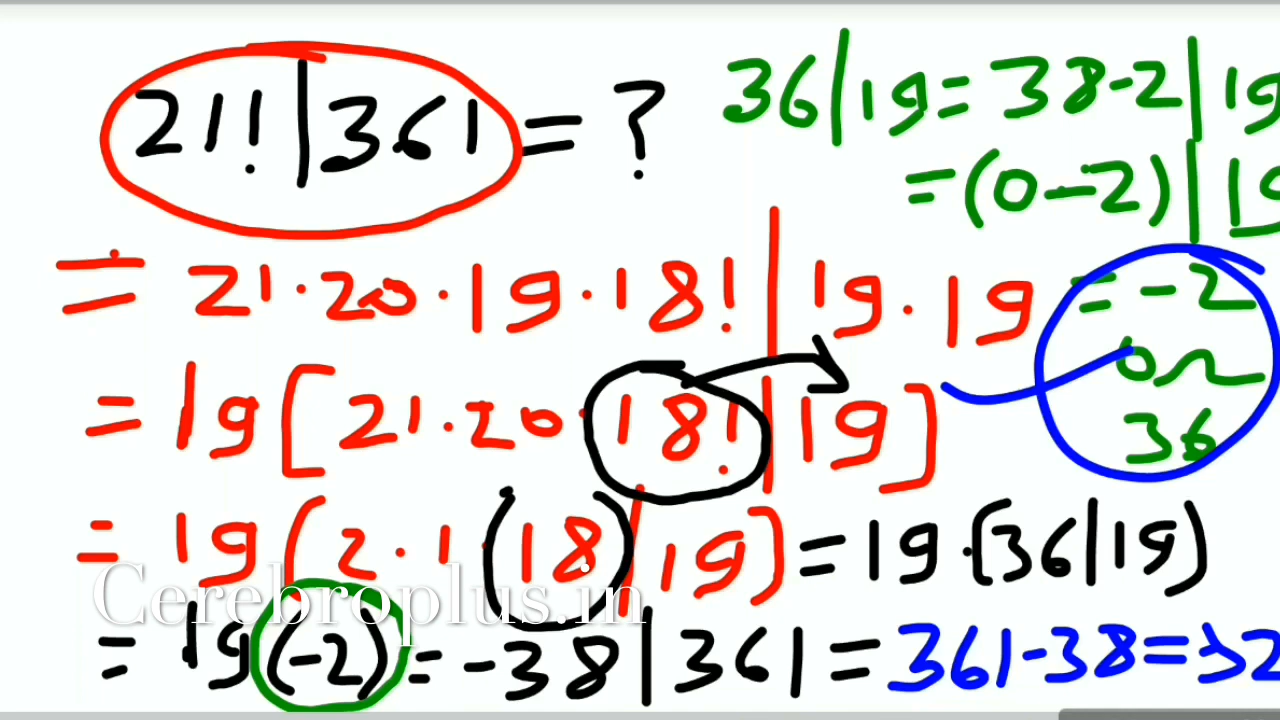 21!|361 = ?
36|19 = 38-2|19
= (0-2)|19
= 21·20·19·18!|19·19
= -2
or
= 19[21·20·18!|19]
36
= 19(2·1·(18)|19) = 19·(36|19)
Cerebroplus.in
= 19(-2) = -38|361 = 361-38 = 32